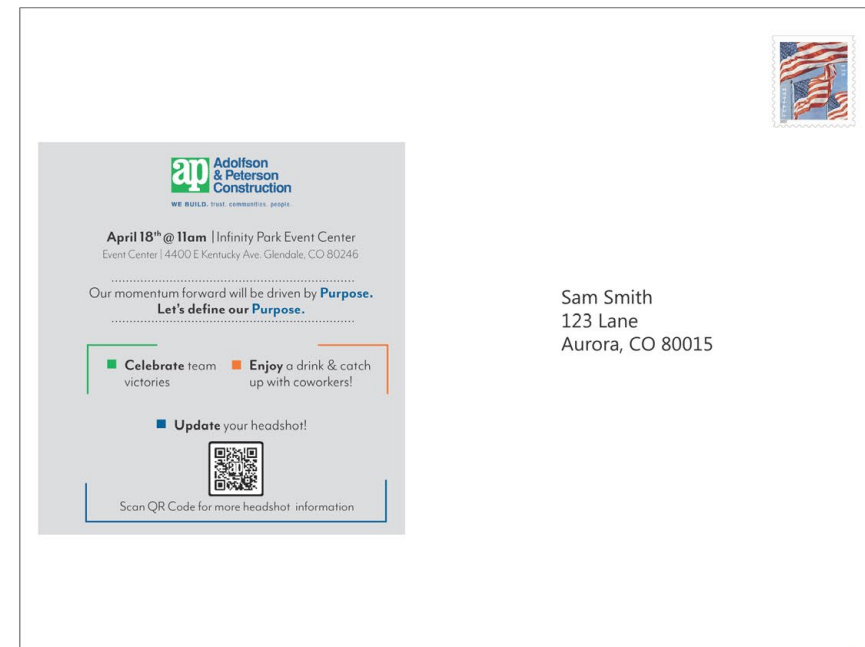 ap Adolfson
& Peterson
Construction
WE BUILD. trust. communities. people.
April 18th @ 11am | Infinity Park Event Center
Event Center | 4400 E Kentucky Ave. Glendale, CO 80246
Our momentum forward will be driven by Purpose.
Let's define our Purpose.
Celebrate team
victories
Enjoy a drink & catch
up with coworkers!
Update your headshot!
Scan QR Code for more headshot information
Sam Smith
123 Lane
Aurora, CO 80015